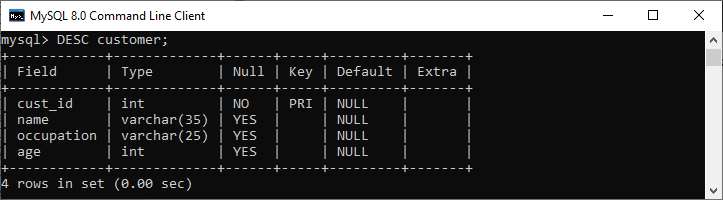 MySQL 8.0 Command Line Client
mysql> DESC customer;
+------------+-------------+------+-----+---------+-------+
| Field      | Type        | Null | Key | Default | Extra |
+------------+-------------+------+-----+---------+-------+
| cust_id    | int         | NO   | PRI | NULL    |       |
| name       | varchar(35) | YES  |     | NULL    |       |
| occupation | varchar(25) | YES  |     | NULL    |       |
| age        | int         | YES  |     | NULL    |       |
+------------+-------------+------+-----+---------+-------+
4 rows in set (0.00 sec)